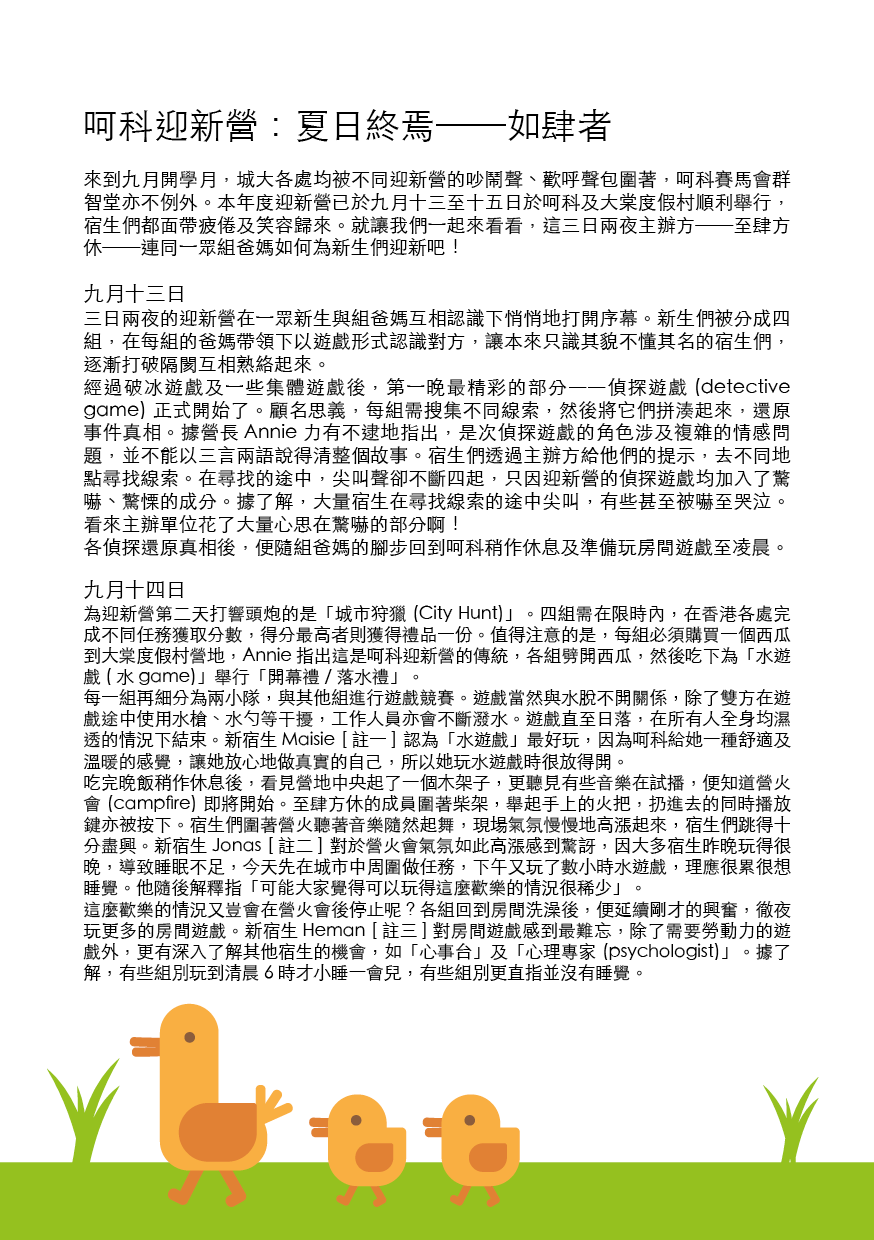 呵科迎新營：夏日終焉——如肆者
來到九月開學月，城大各處均被不同迎新營的吵鬧聲、歡呼聲包圍著，呵科賽馬會群
智堂亦不例外。本年度迎新營已於九月十三至十五日於呵科及大棠度假村順利舉行，
宿生們都面帶疲倦及笑容歸來。就讓我們一起來看看，這三日兩夜主辦方——至肆方
休——連同一眾組爸媽如何為新生們迎新吧！
九月十三日
三日兩夜的迎新營在一眾新生與組爸媽互相認識下悄悄地打開序幕。新生們被分成四
組，在每組的爸媽帶領下以遊戲形式認識對方，讓本來只識其貌不懂其名的宿生們，
逐漸打破隔閡互相熟絡起來。
經過破冰遊戲及一些集體遊戲後，第一晚最精彩的部分——偵探遊戲 (detective
game) 正式開始了。顧名思義，每組需搜集不同線索，然後將它們拼湊起來，還原
事件真相。據營長 Annie 力有不逮地指出，是次偵探遊戲的角色涉及複雜的情感問
題，並不能以三言兩語說得清整個故事。宿生們透過主辦方給他們的提示，去不同地
點尋找線索。在尋找的途中，尖叫聲卻不斷四起，只因迎新營的偵探遊戲均加入了驚
嚇、驚慄的成分。據了解，大量宿生在尋找線索的途中尖叫，有些甚至被嚇至哭泣。
看來主辦單位花了大量心思在驚嚇的部分啊！
各偵探還原真相後，便隨組爸媽的腳步回到呵科稍作休息及準備玩房間遊戲至凌晨。
九月十四日
為迎新營第二天打響頭炮的是「城市狩獵 (City Hunt)」。四組需在限時內，在香港各處完
成不同任務獲取分數，得分最高者則獲得禮品一份。值得注意的是，每組必須購買一個西瓜
到大棠度假村營地，Annie 指出這是呵科迎新營的傳統，各組劈開西瓜，然後吃下為「水遊
戲 ( 水 game)」舉行「開幕禮 / 落水禮」。
每一組再細分為兩小隊，與其他組進行遊戲競賽。遊戲當然與水脫不開關係，除了雙方在遊
戲途中使用水槍、水勺等干擾，工作人員亦會不斷潑水。遊戲直至日落，在所有人全身均濕
透的情況下結束。新宿生 Maisie [ 註一 ] 認為「水遊戲」最好玩，因為呵科給她一種舒適及
溫暖的感覺，讓她放心地做真實的自己，所以她玩水遊戲時很放得開。
吃完晚飯稍作休息後，看見營地中央起了一個木架子，更聽見有些音樂在試播，便知道營火
會 (campfire) 即將開始。至肆方休的成員圍著柴架，舉起手上的火把，扔進去的同時播放
鍵亦被按下。宿生們圍著營火聽著音樂隨然起舞，現場氣氛慢慢地高漲起來，宿生們跳得十
分盡興。新宿生 Jonas [ 註二 ] 對於營火會氣氛如此高漲感到驚訝，因大多宿生昨晚玩得很
晚，導致睡眠不足，今天先在城市中周圍做任務，下午又玩了數小時水遊戲，理應很累很想
睡覺。他隨後解釋指「可能大家覺得可以玩得這麼歡樂的情況很稀少」。
這麼歡樂的情況又豈會在營火會後停止呢？各組回到房間洗澡後，便延續剛才的興奮，徹夜
玩更多的房間遊戲。新宿生 Heman [ 註三 ] 對房間遊戲感到最難忘，除了需要勞動力的遊
戲外，更有深入了解其他宿生的機會，如「心事台」及「心理專家 (psychologist)」。據了
解，有些組別玩到清晨 6 時才小睡一會兒，有些組別更直指並沒有睡覺。